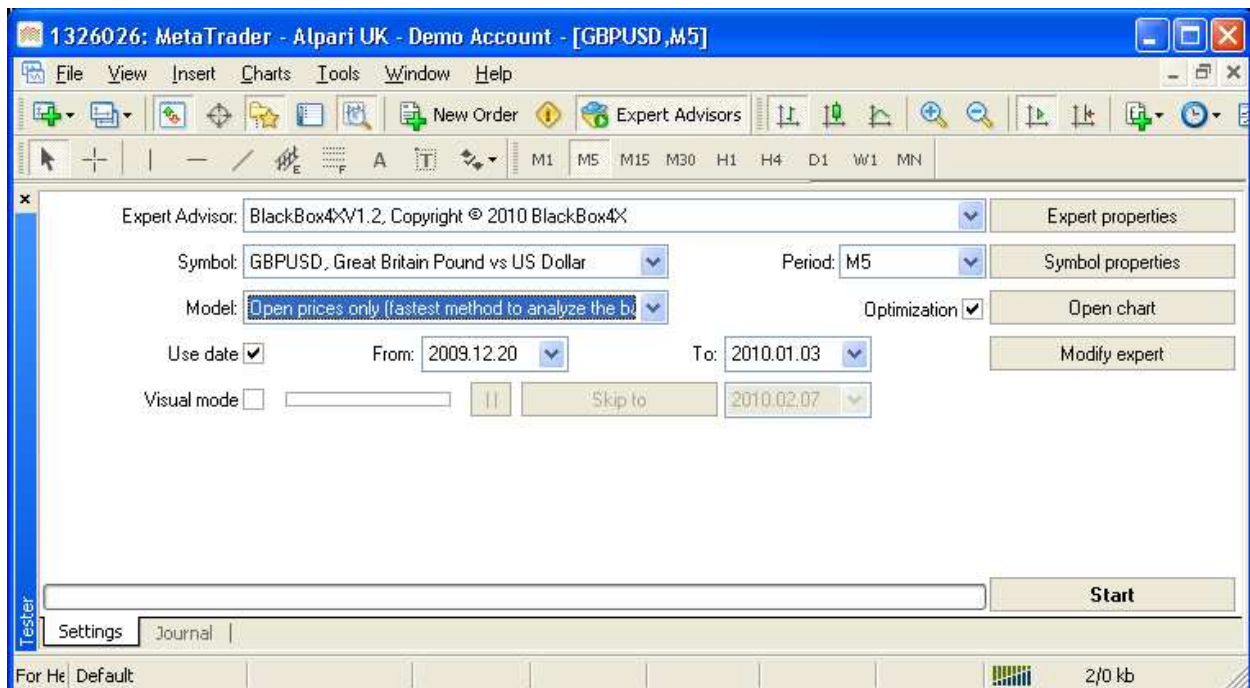 1326026: MetaTrader - Alpari UK - Demo Account - [GBPUSD,M5]
File View Insert Charts Tools Window Help
New Order Expert Advisors
E F A T M1 M5 M15 M30 H1 H4 D1 W1 MN
Expert Advisor: BlackBox4XV1.2, Copyright © 2010 BlackBox4X Expert properties
Symbol: GBPUSD, Great Britain Pound vs US Dollar Period: M5 Symbol properties
Model: Open prices only (fastest method to analyze the Optimization Open chart
Use date From: 2009.12.20 To: 2010.01.03 Modify expert
Visual mode Skip to 2010.02.07
Start
Tester
Settings Journal
For He Default 2/0 kb